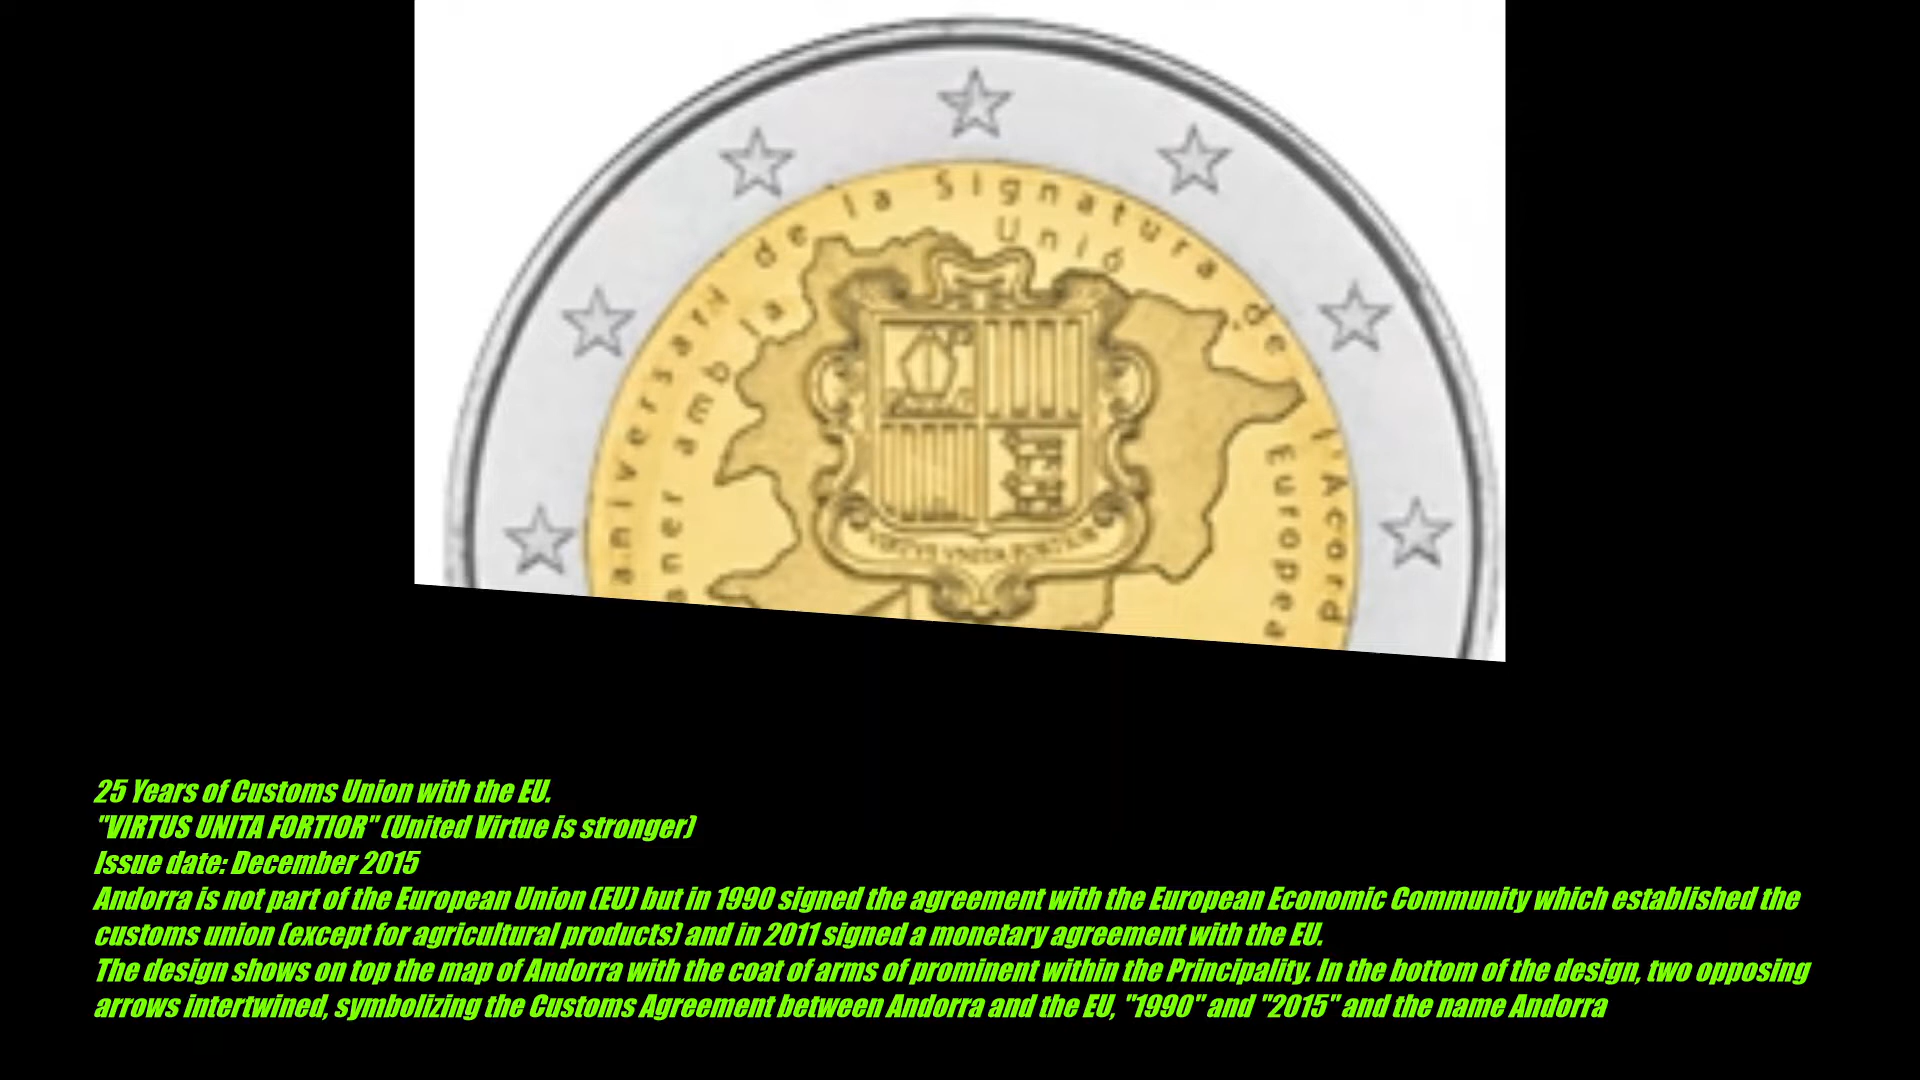 aniversari de la Signatura de l'Acord
amb la Unió Europea
VIRTVS VNITA FORTIOR
25 Years of Customs Union with the EU.
"VIRTUS UNITA FORTIOR" (United Virtue is stronger)
Issue date: December 2015
Andorra is not part of the European Union (EU) but in 1990 signed the agreement with the European Economic Community which established the
customs union (except for agricultural products) and in 2011 signed a monetary agreement with the EU.
The design shows on top the map of Andorra with the coat of arms of prominent within the Principality. In the bottom of the design, two opposing
arrows intertwined, symbolizing the Customs Agreement between Andorra and the EU, "1990" and "2015" and the name Andorra